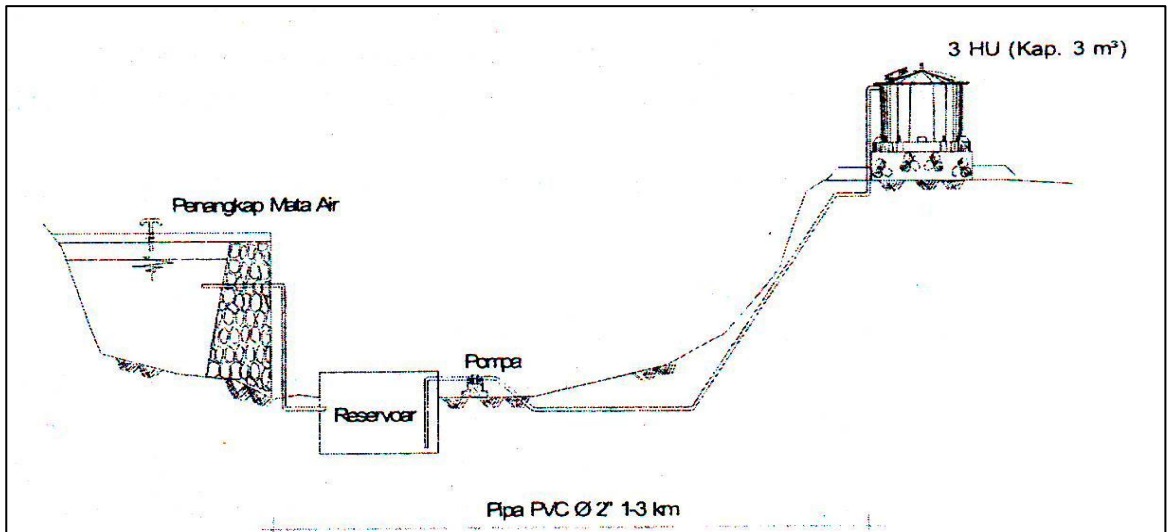 3 HU (Kap. 3 m³)
Penangkap Mata Air
Pompa
Reservoar
Pipa PVC Ø 2" 1-3 km